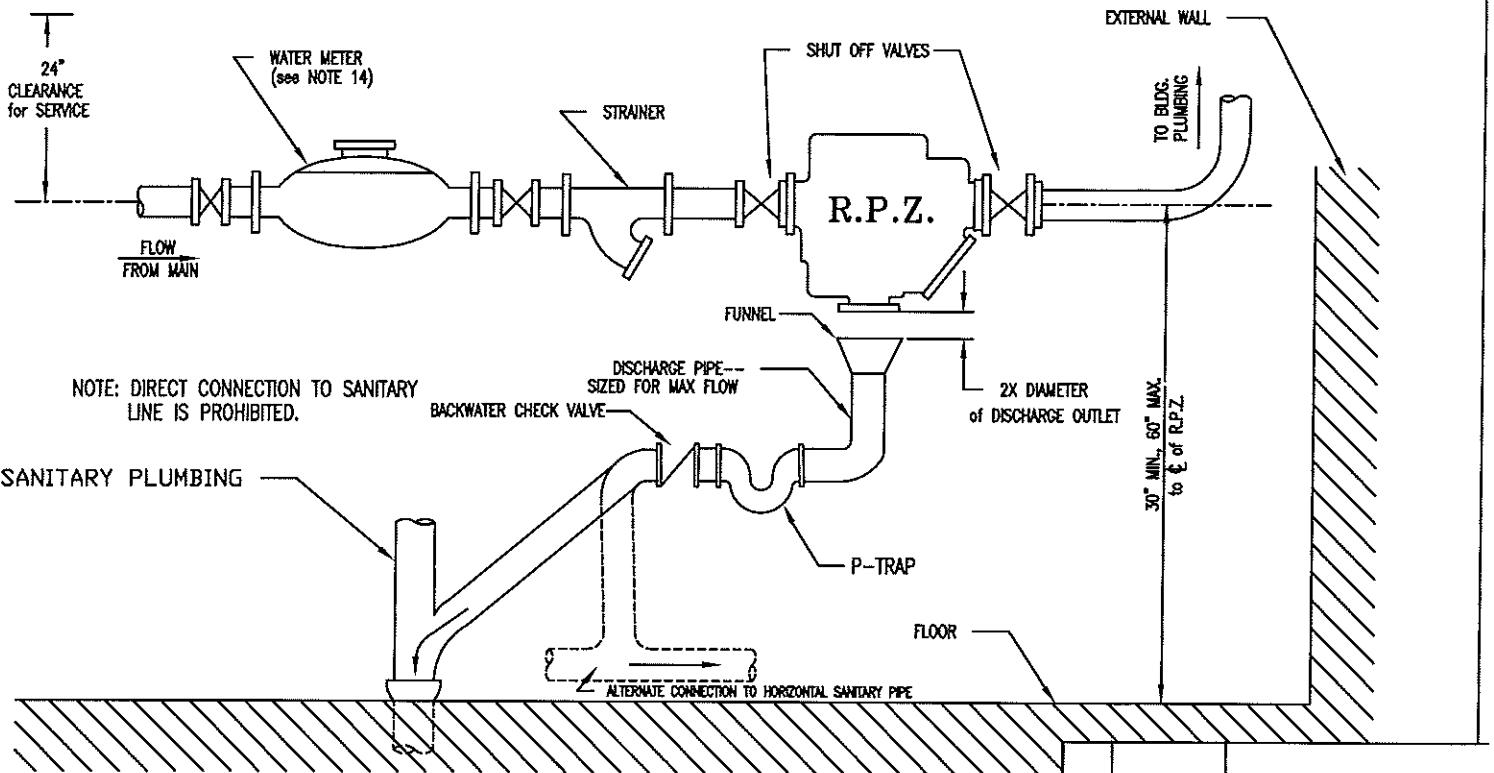 EXTERNAL WALL
24"
CLEARANCE
for SERVICE
WATER METER
(see NOTE 14)
SHUT OFF VALVES
STRAINER
TO BLDG.
PLUMBING
R.P.Z.
FLOW
FROM MAIN
FUNNEL
DISCHARGE PIPE--
SIZED FOR MAX FLOW
2X DIAMETER
of DISCHARGE OUTLET
NOTE: DIRECT CONNECTION TO SANITARY
LINE IS PROHIBITED.
BACKWATER CHECK VALVE
30" MIN., 60" MAX.
to ℄ of R.P.Z.
SANITARY PLUMBING
P-TRAP
FLOOR
ALTERNATE CONNECTION TO HORIZONTAL SANITARY PIPE